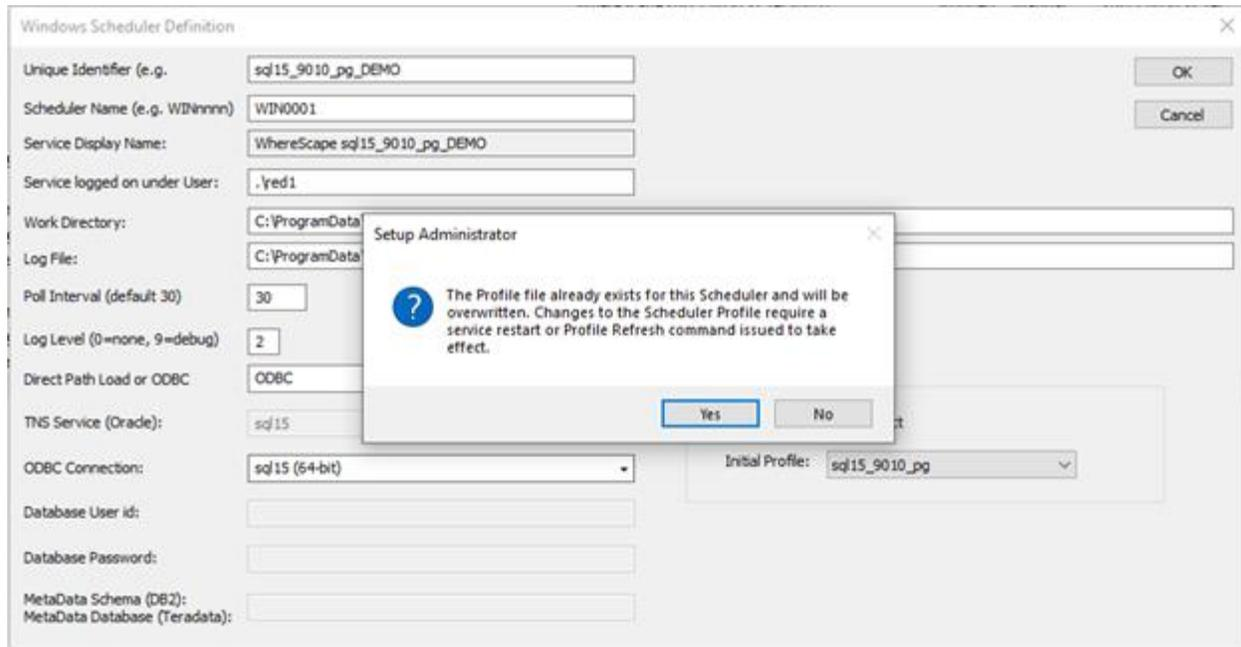 Windows Scheduler Definition
Unique Identifier (e.g. sql15_9010_pg_DEMO
OK
Scheduler Name (e.g. WINnnnn) WIN0001
Cancel
Service Display Name: WhereScape sql15_9010_pg_DEMO
Service logged on under User: .\red1
Work Directory: C:\ProgramData\
Log File: C:\ProgramData\
Poll Interval (default 30) 30
Log Level (0=none, 9=debug) 2
Direct Path Load or ODBC ODBC
TNS Service (Oracle): sql15
ODBC Connection: sql15 (64-bit)
Initial Profile: sql15_9010_pg
Database User id:
Database Password:
MetaData Schema (DB2):
MetaData Database (Teradata):
Setup Administrator
The Profile file already exists for this Scheduler and will be
overwritten. Changes to the Scheduler Profile require a
service restart or Profile Refresh command issued to take
effect.
Yes
No